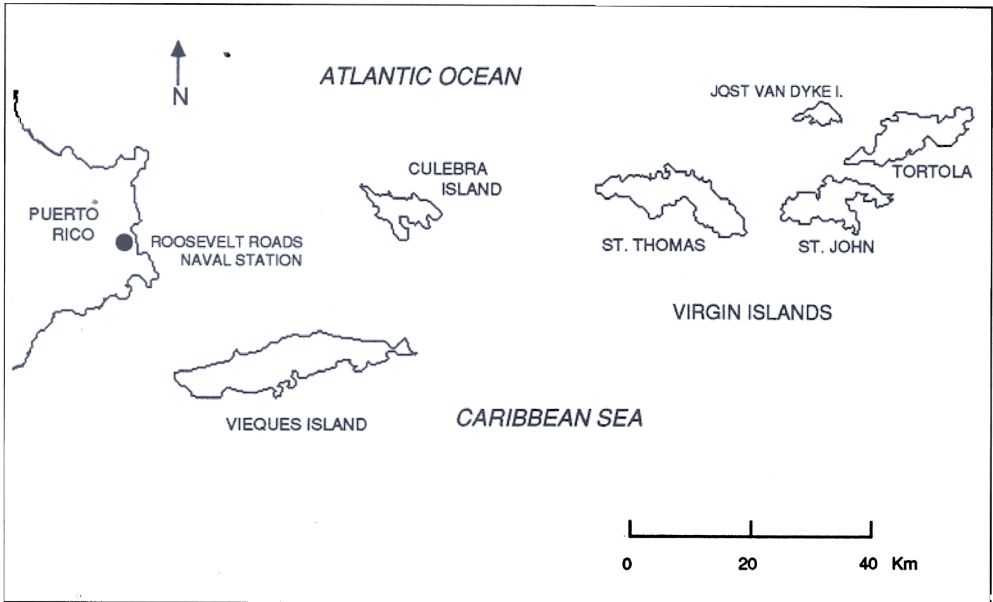 ATLANTIC OCEAN
N
JOST VAN DYKE I.
TORTOLA
CULEBRA
ISLAND
PUERTO
RICO
ROOSEVELT ROADS
NAVAL STATION
ST. THOMAS
ST. JOHN
VIRGIN ISLANDS
VIEQUES ISLAND
CARIBBEAN SEA
0 20 40 Km